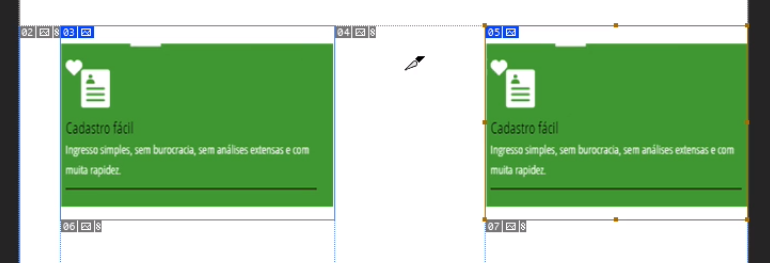 02 03 04 05
Cadastro fácil
Ingresso simples, sem burocracia, sem análises extensas e com
muita rapidez.
Cadastro fácil
Ingresso simples, sem burocracia, sem análises extensas e com
muita rapidez.
06 07